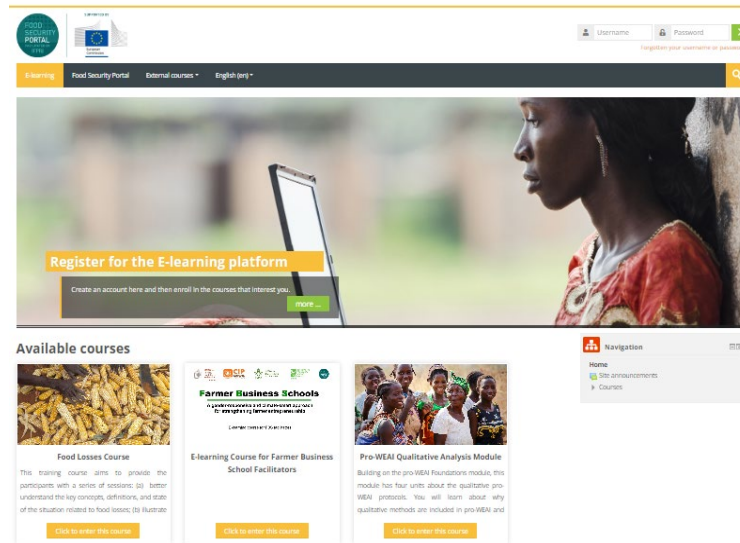 FOOD
SECURITY
PORTAL
IFPRI
SUPPORTED BY
European
Commission
Username
Password
E-learning
Food Security Portal
External courses
English (en)
Register for the E-learning platform
Create an account here and then enroll in the courses that interest you.
more ...
Available courses
Navigation
Home
Site announcements
Courses
CIP
Farmer Business Schools
Food Losses Course
This training course aims to provide the
participants with a series of sessions: (a) better
understand the key concepts, definitions, and state
of the situation related to food losses; (b) illustrate
Click to enter this course
E-learning Course for Farmer Business
School Facilitators
Click to enter this course
Pro-WEAI Qualitative Analysis Module
Building on the pro-WEAI Foundations module, this
module has four units about the qualitative pro-
WEAI protocols. You will learn about why
qualitative methods are included in pro-WEAI and
Click to enter this course